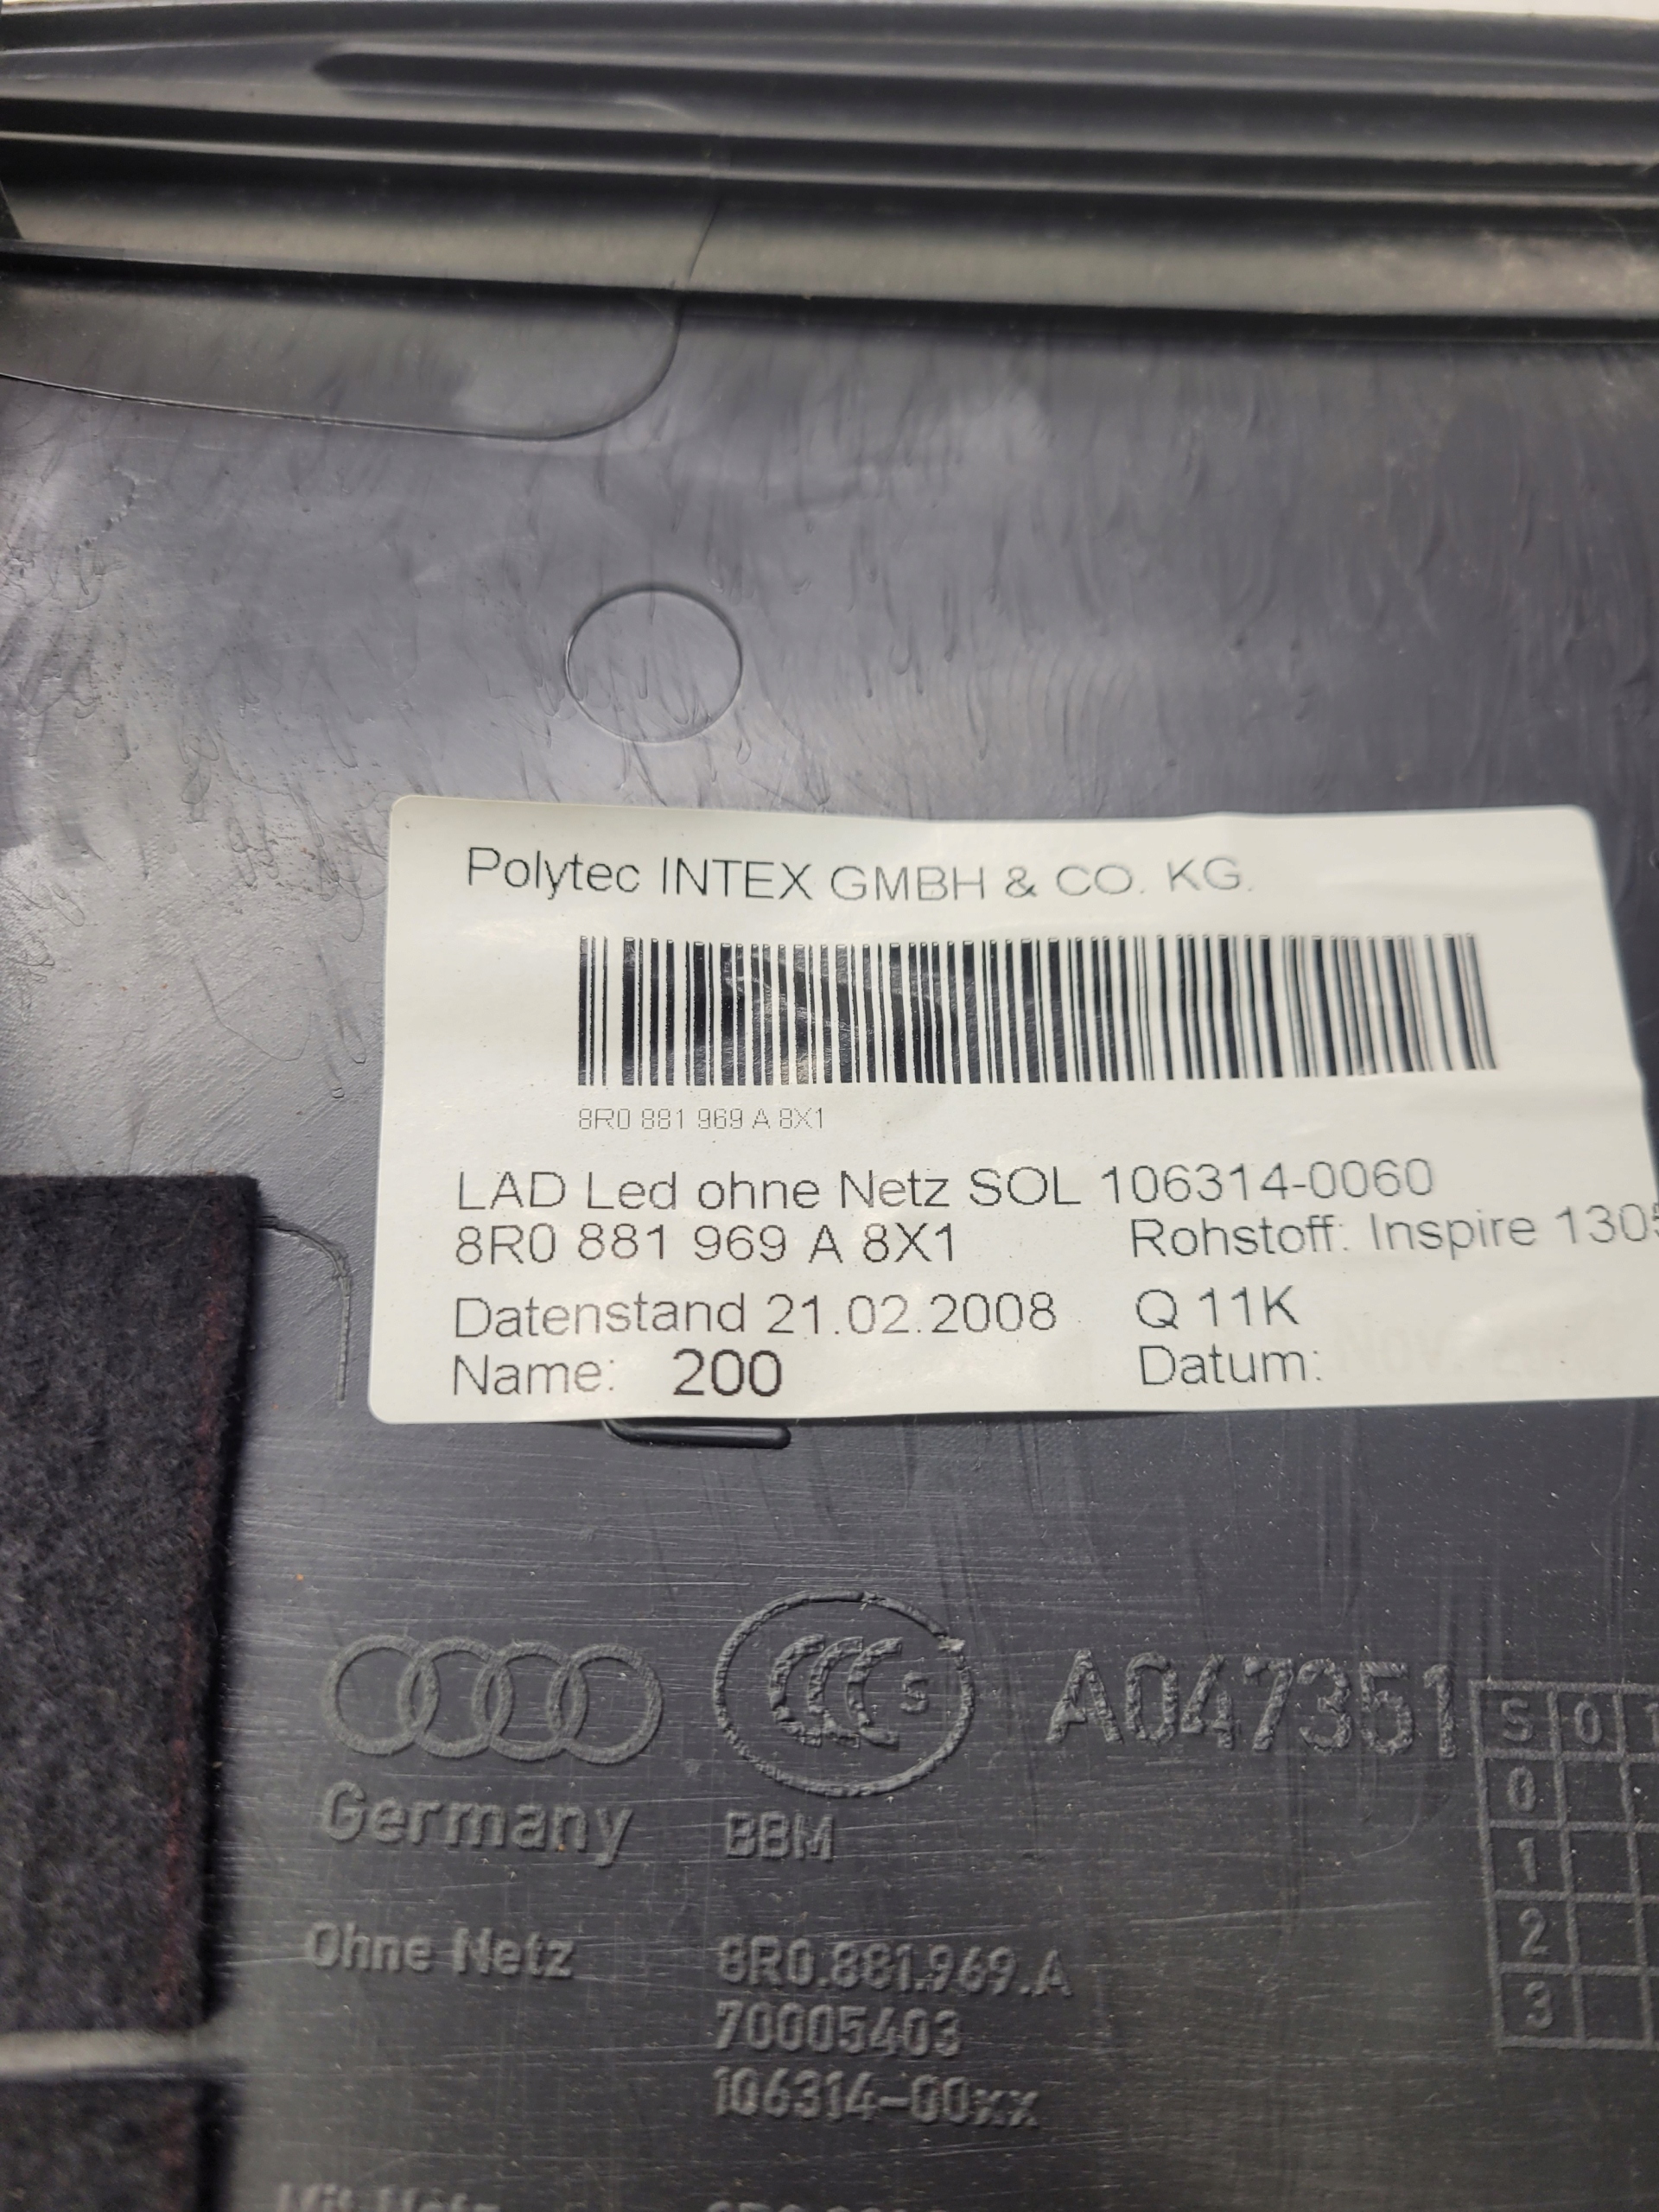 Polytec INTEX GMBH & CO. KG.
8R0 881 969 A 8X1
LAD Led ohne Netz SOL 106314-0060
8R0 881 969 A 8X1 Rohstoff: Inspire
Datenstand 21.02.2008 Q 11K
Name: 200 Datum:
CCC S A047351
Germany BBM
S 0 1
0
1
2
3
Ohne Netz 8R0.881.969.A
70005403
106314-00xx